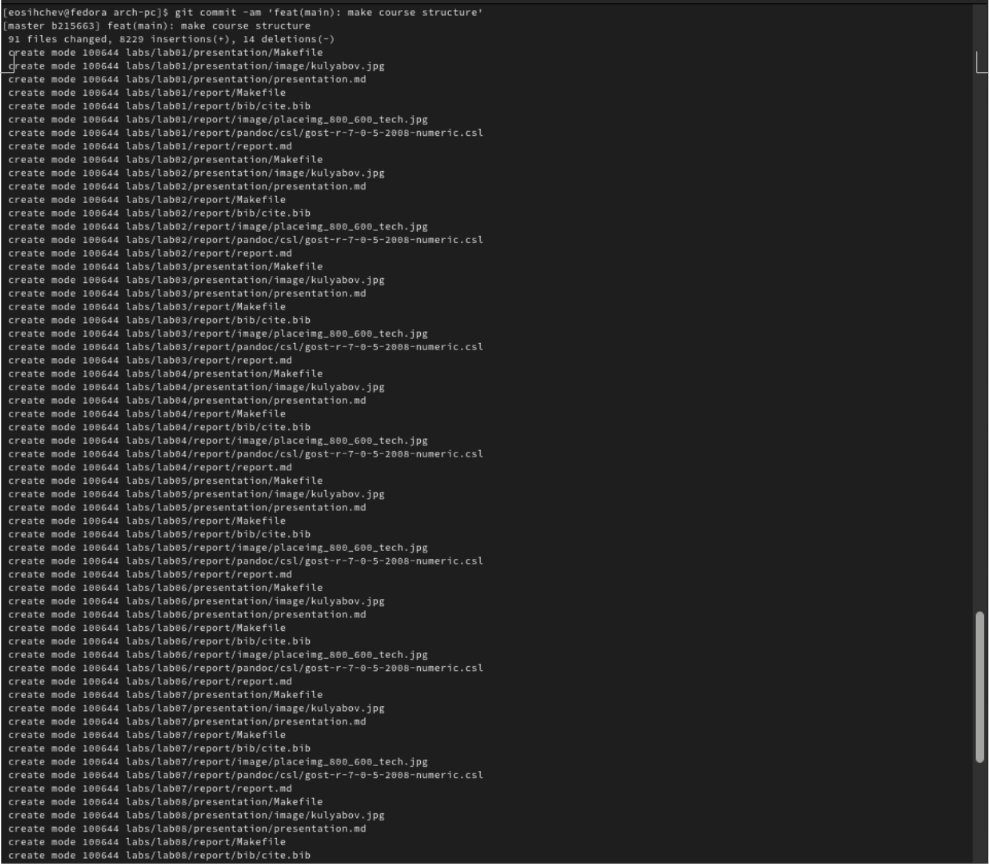 [eosihchev@fedora arch-pc]$ git commit -am 'feat(main): make course structure'
[master b215663] feat(main): make course structure
91 files changed, 8229 insertions(+), 14 deletions(-)
create mode 100644 labs/lab01/presentation/Makefile
create mode 100644 labs/lab01/presentation/image/kulyabov.jpg
create mode 100644 labs/lab01/presentation/presentation.md
create mode 100644 labs/lab01/report/Makefile
create mode 100644 labs/lab01/report/bib/cite.bib
create mode 100644 labs/lab01/report/image/placeimg_800_600_tech.jpg
create mode 100644 labs/lab01/report/pandoc/csl/gost-r-7-0-5-2008-numeric.csl
create mode 100644 labs/lab01/report/report.md
create mode 100644 labs/lab02/presentation/Makefile
create mode 100644 labs/lab02/presentation/image/kulyabov.jpg
create mode 100644 labs/lab02/presentation/presentation.md
create mode 100644 labs/lab02/report/Makefile
create mode 100644 labs/lab02/report/bib/cite.bib
create mode 100644 labs/lab02/report/image/placeimg_800_600_tech.jpg
create mode 100644 labs/lab02/report/pandoc/csl/gost-r-7-0-5-2008-numeric.csl
create mode 100644 labs/lab02/report/report.md
create mode 100644 labs/lab03/presentation/Makefile
create mode 100644 labs/lab03/presentation/image/kulyabov.jpg
create mode 100644 labs/lab03/presentation/presentation.md
create mode 100644 labs/lab03/report/Makefile
create mode 100644 labs/lab03/report/bib/cite.bib
create mode 100644 labs/lab03/report/image/placeimg_800_600_tech.jpg
create mode 100644 labs/lab03/report/pandoc/csl/gost-r-7-0-5-2008-numeric.csl
create mode 100644 labs/lab03/report/report.md
create mode 100644 labs/lab04/presentation/Makefile
create mode 100644 labs/lab04/presentation/image/kulyabov.jpg
create mode 100644 labs/lab04/presentation/presentation.md
create mode 100644 labs/lab04/report/Makefile
create mode 100644 labs/lab04/report/bib/cite.bib
create mode 100644 labs/lab04/report/image/placeimg_800_600_tech.jpg
create mode 100644 labs/lab04/report/pandoc/csl/gost-r-7-0-5-2008-numeric.csl
create mode 100644 labs/lab04/report/report.md
create mode 100644 labs/lab05/presentation/Makefile
create mode 100644 labs/lab05/presentation/image/kulyabov.jpg
create mode 100644 labs/lab05/presentation/presentation.md
create mode 100644 labs/lab05/report/Makefile
create mode 100644 labs/lab05/report/bib/cite.bib
create mode 100644 labs/lab05/report/image/placeimg_800_600_tech.jpg
create mode 100644 labs/lab05/report/pandoc/csl/gost-r-7-0-5-2008-numeric.csl
create mode 100644 labs/lab05/report/report.md
create mode 100644 labs/lab06/presentation/Makefile
create mode 100644 labs/lab06/presentation/image/kulyabov.jpg
create mode 100644 labs/lab06/presentation/presentation.md
create mode 100644 labs/lab06/report/Makefile
create mode 100644 labs/lab06/report/bib/cite.bib
create mode 100644 labs/lab06/report/image/placeimg_800_600_tech.jpg
create mode 100644 labs/lab06/report/pandoc/csl/gost-r-7-0-5-2008-numeric.csl
create mode 100644 labs/lab06/report/report.md
create mode 100644 labs/lab07/presentation/Makefile
create mode 100644 labs/lab07/presentation/image/kulyabov.jpg
create mode 100644 labs/lab07/presentation/presentation.md
create mode 100644 labs/lab07/report/Makefile
create mode 100644 labs/lab07/report/bib/cite.bib
create mode 100644 labs/lab07/report/image/placeimg_800_600_tech.jpg
create mode 100644 labs/lab07/report/pandoc/csl/gost-r-7-0-5-2008-numeric.csl
create mode 100644 labs/lab07/report/report.md
create mode 100644 labs/lab08/presentation/Makefile
create mode 100644 labs/lab08/presentation/image/kulyabov.jpg
create mode 100644 labs/lab08/presentation/presentation.md
create mode 100644 labs/lab08/report/Makefile
create mode 100644 labs/lab08/report/bib/cite.bib